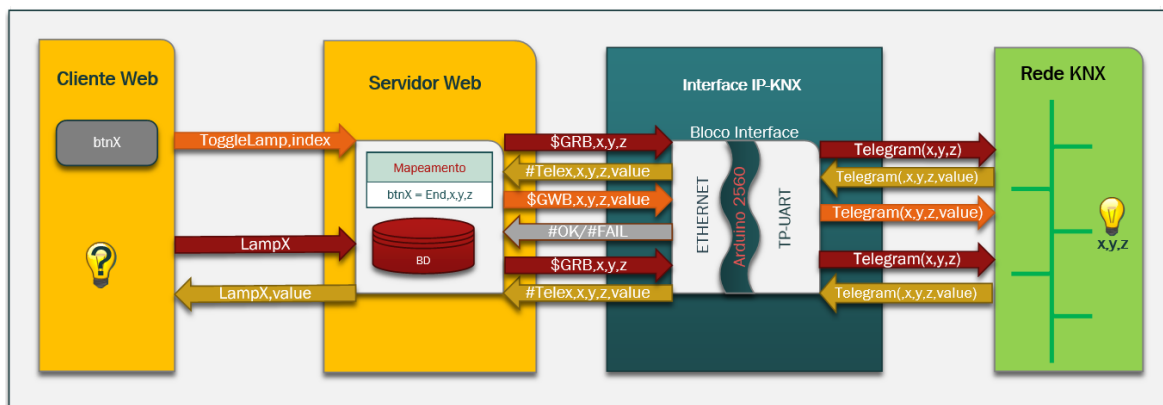 Cliente Web
btnX
ToggleLamp,index
LampX
LampX,value
Servidor Web
Mapeamento
btnX = End,x,y,z
BD
$GRB,x,y,z
#Telex,x,y,z,value
$GWB,x,y,z,value
#OK/#FAIL
$GRB,x,y,z
#Telex,x,y,z,value
Interface IP-KNX
Bloco Interface
ETHERNET
Arduino 2560
TP-UART
Telegram(x,y,z)
Telegram(,x,y,z,value)
Telegram(x,y,z,value)
Telegram(x,y,z)
Telegram(,x,y,z,value)
Rede KNX
x,y,z